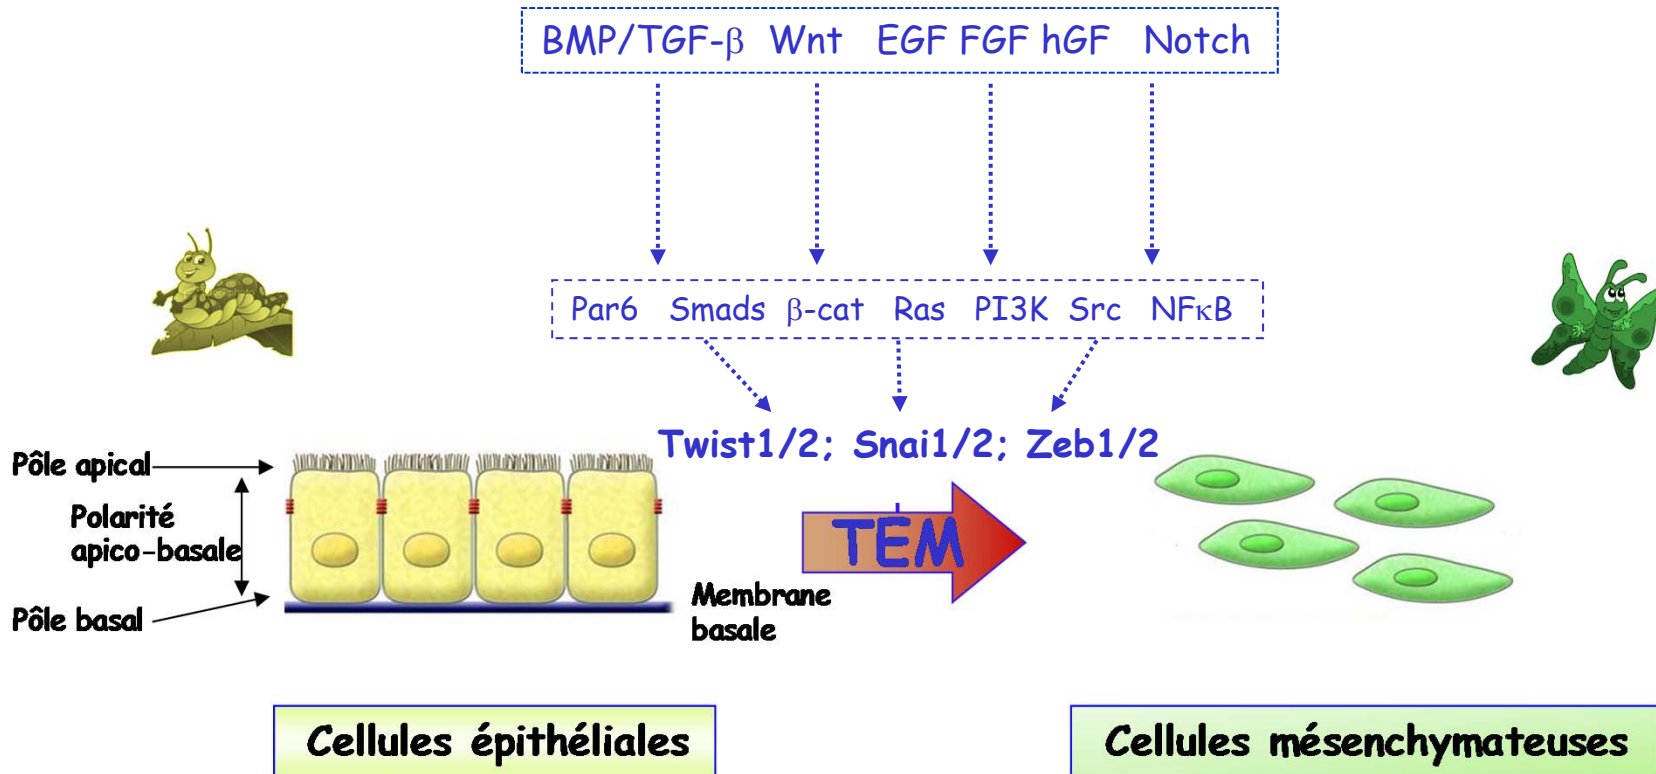 BMP/TGF-β Wnt EGF FGF hGF Notch
Par6 Smads β-cat Ras PI3K Src NFκB
Twist1/2; Snai1/2; Zeb1/2
Pôle apical
Polarité
apico-basale
Pôle basal
TEM
Membrane
basale
Cellules épithéliales
Cellules mésenchymateuses